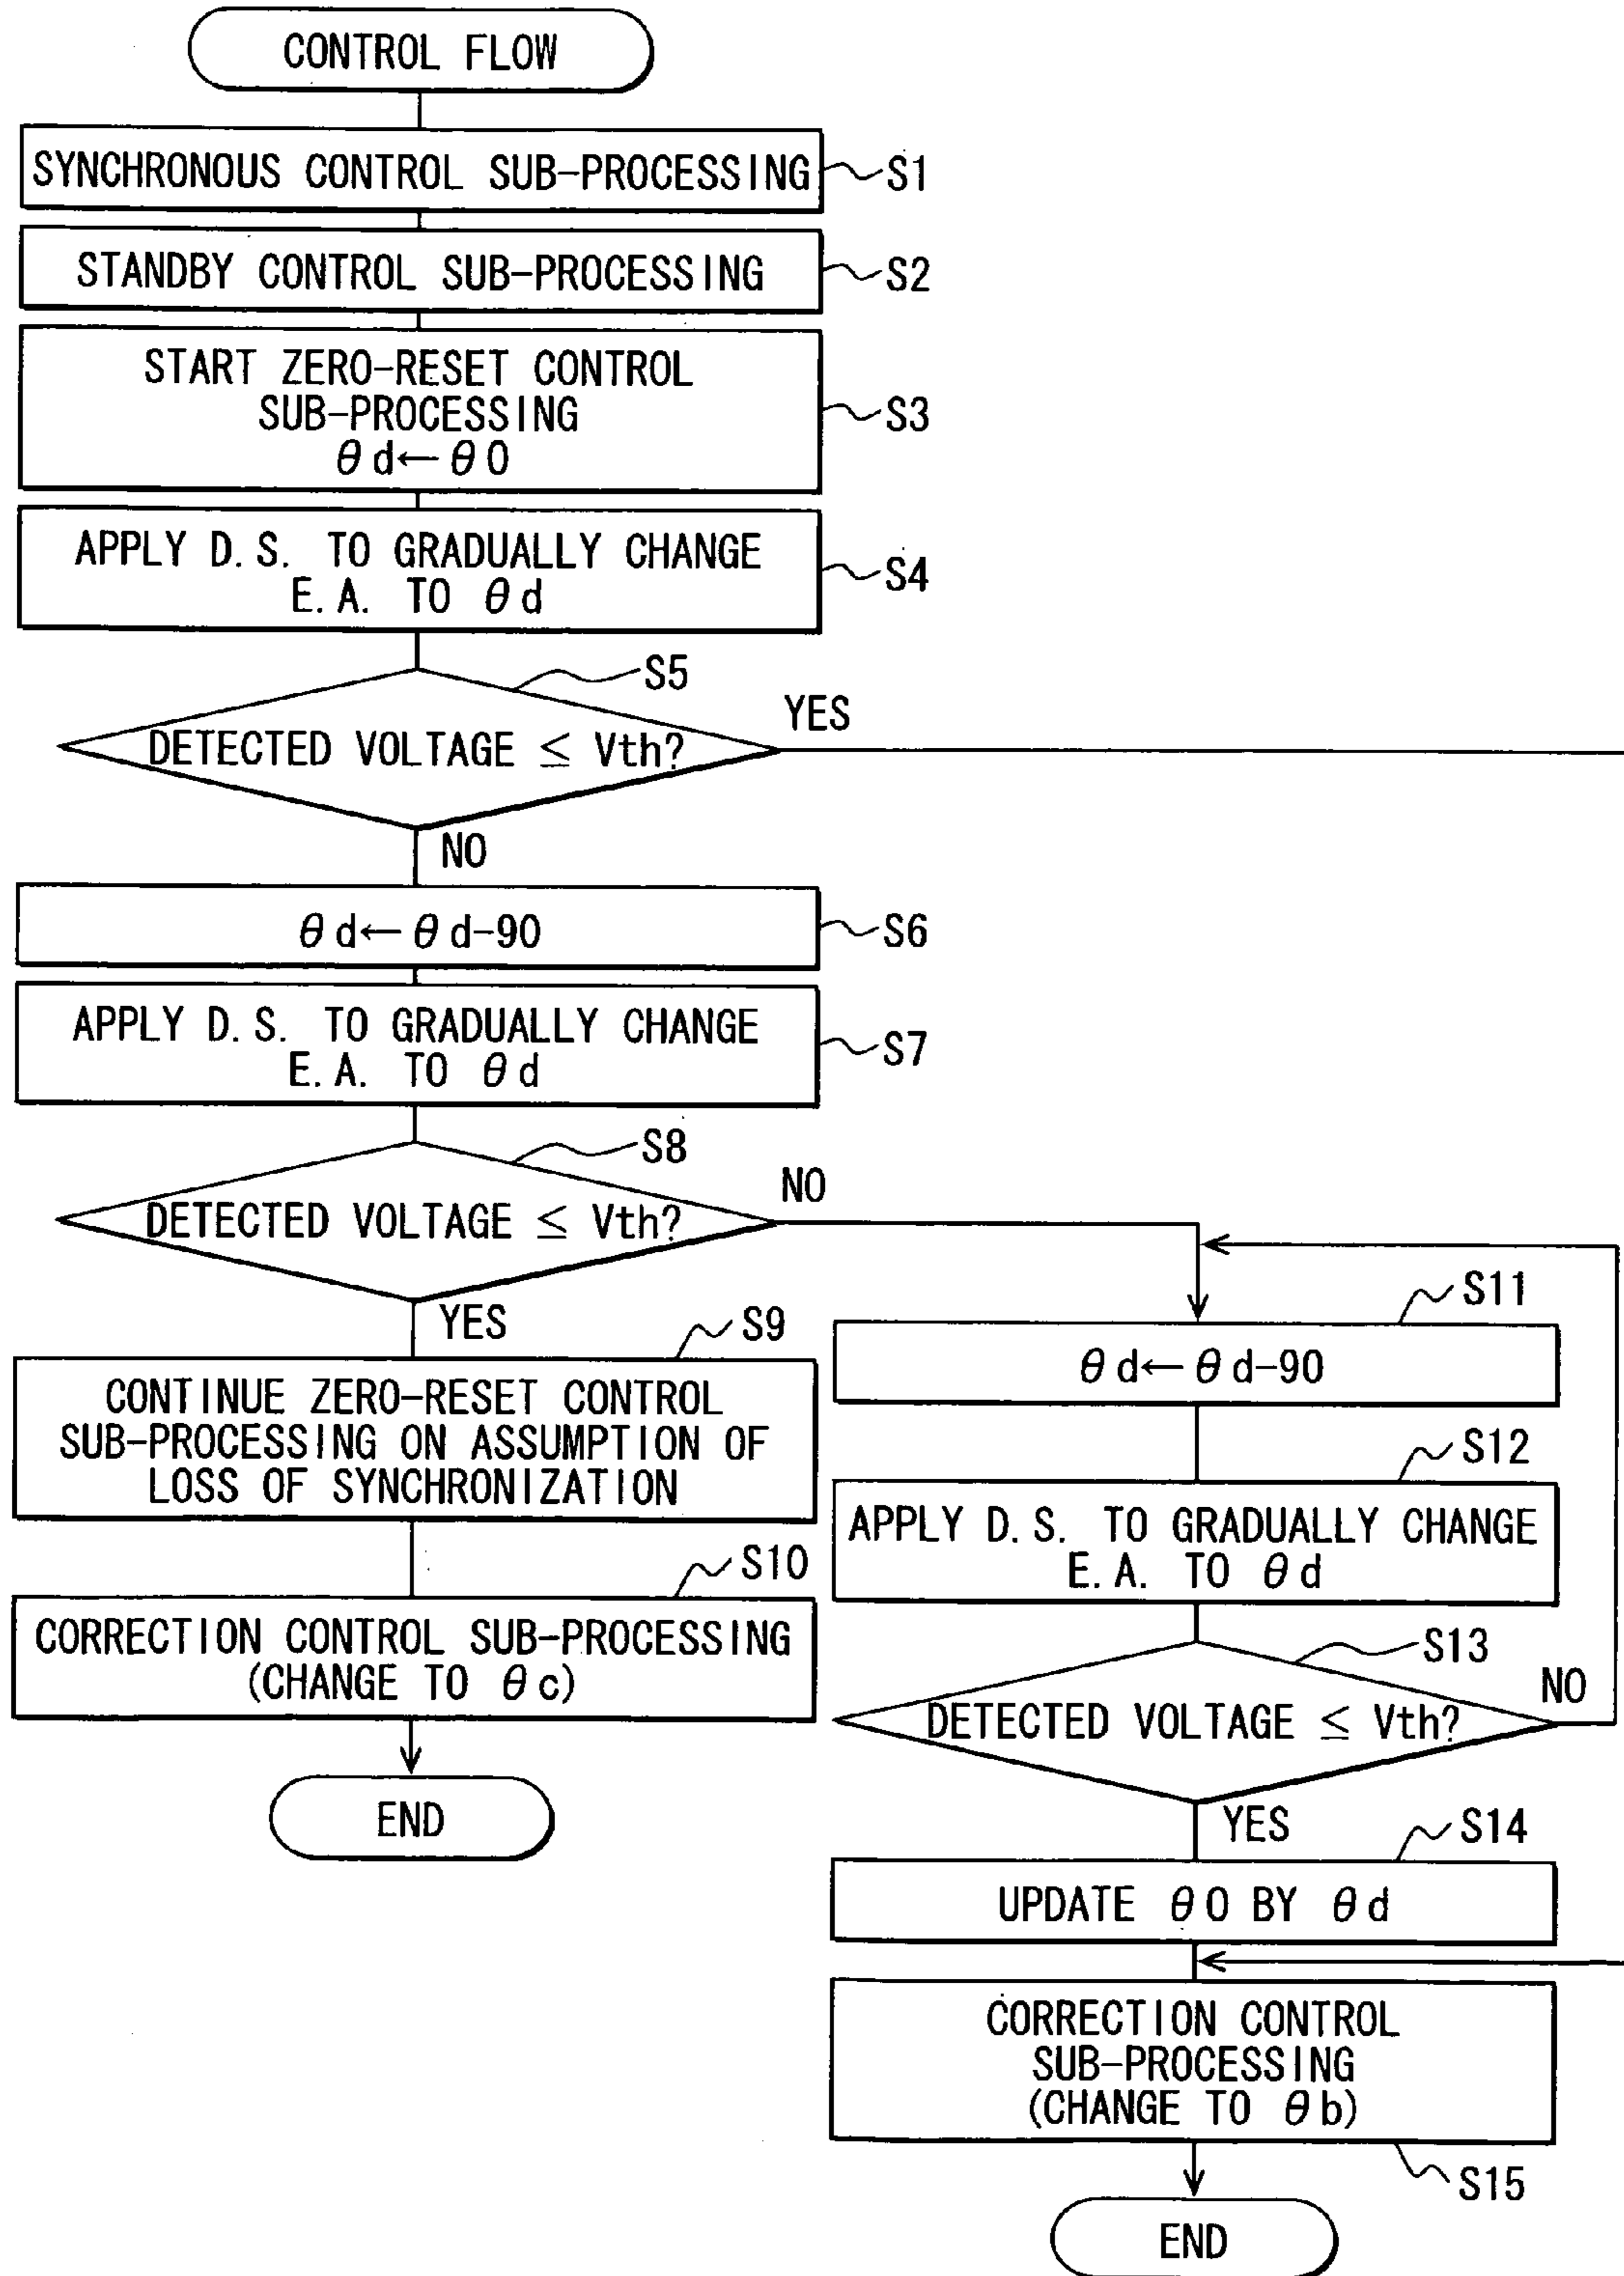 CONTROL FLOW
SYNCHRONOUS CONTROL SUB-PROCESSING
S1
STANDBY CONTROL SUB-PROCESSING
S2
START ZERO-RESET CONTROL
SUB-PROCESSING
θd←θ0
S3
APPLY D.S. TO GRADUALLY CHANGE
E.A. TO θd
S4
S5
DETECTED VOLTAGE ≤ Vth?
YES
NO
θd←θd-90
S6
APPLY D.S. TO GRADUALLY CHANGE
E.A. TO θd
S7
S8
DETECTED VOLTAGE ≤ Vth?
NO
YES
S9
CONTINUE ZERO-RESET CONTROL
SUB-PROCESSING ON ASSUMPTION OF
LOSS OF SYNCHRONIZATION
S10
CORRECTION CONTROL SUB-PROCESSING
(CHANGE TO θc)
END
S11
θd←θd-90
S12
APPLY D.S. TO GRADUALLY CHANGE
E.A. TO θd
S13
DETECTED VOLTAGE ≤ Vth?
NO
YES
S14
UPDATE θ0 BY θd
CORRECTION CONTROL
SUB-PROCESSING
(CHANGE TO θb)
S15
END